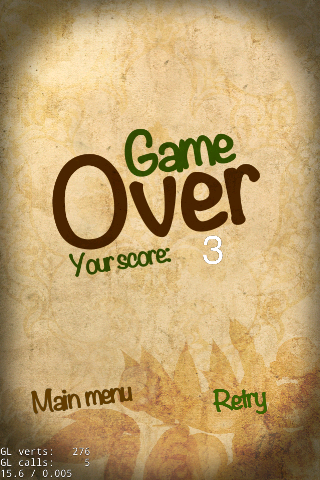 Game
Over
Your score: 3
Main menu Retry
GL verts: 276
GL calls: 5
15.6 / 0.005